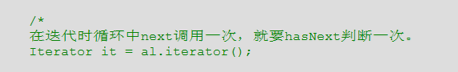 /*
在迭代时循环中next调用一次，就要hasNext判断一次。
Iterator it = al.iterator();